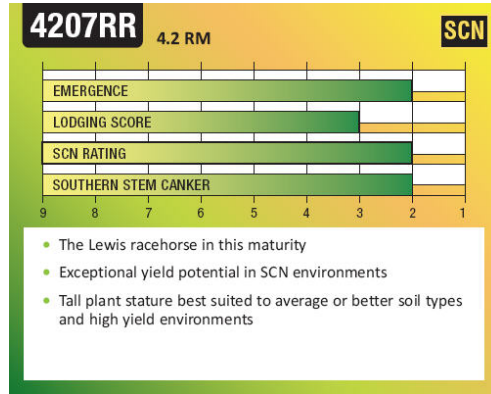 4207RR 4.2 RM SCN
EMERGENCE
LODGING SCORE
SCN RATING
SOUTHERN STEM CANKER
9 8 7 6 5 4 3 2 1
• The Lewis racehorse in this maturity
• Exceptional yield potential in SCN environments
• Tall plant stature best suited to average or better soil types
and high yield environments